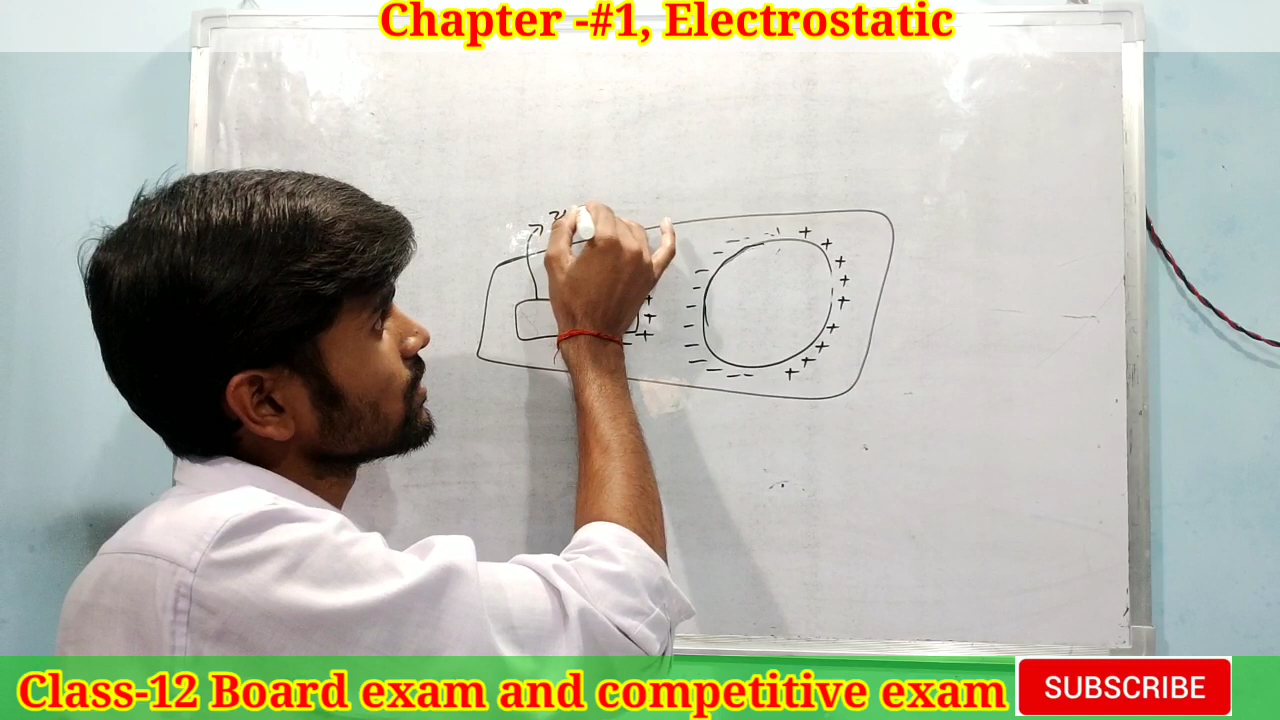 Chapter -#1, Electrostatic
Class-12 Board exam and competitive exam
SUBSCRIBE